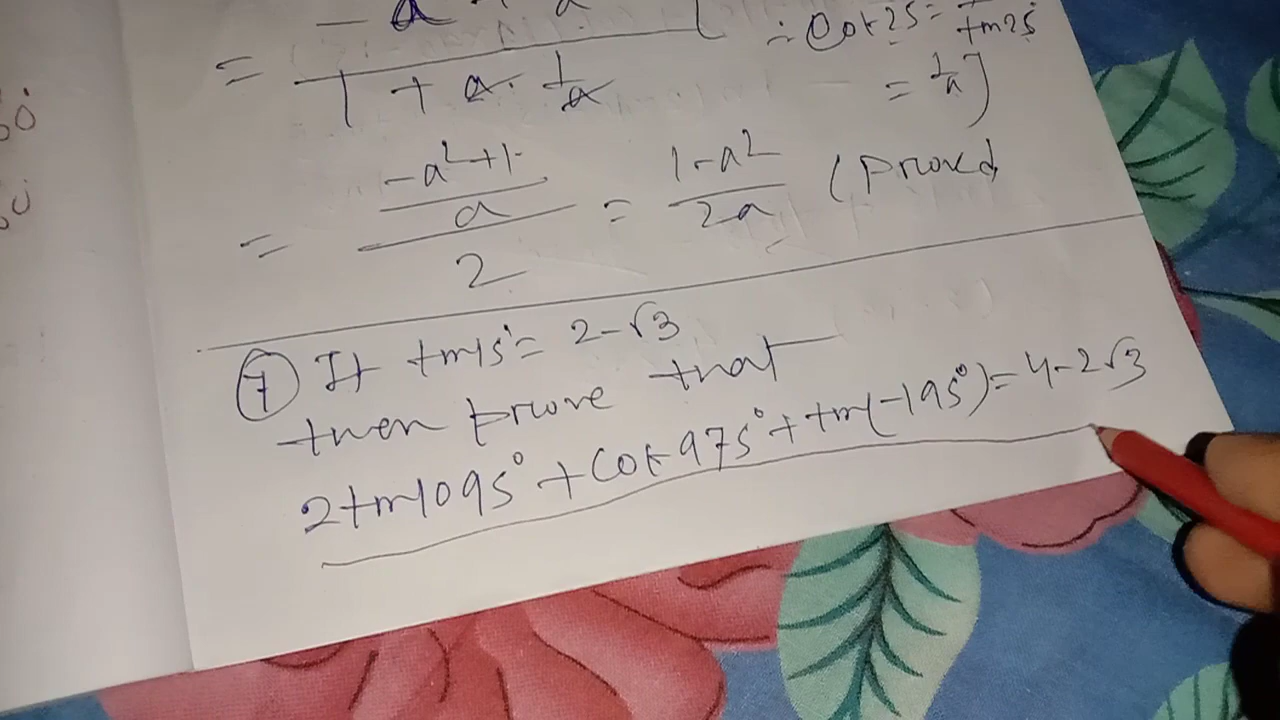 - a
∴ Cot25 = 1/tan25
= 1 + a · 1/a
= 1/a]
= (-a²+1)/a / 2 = 1-a²/2a (Proved
⑦ If tan15° = 2-√3
then prove that
2tan1095° + Cot975° + tan(-195°) = 4-2√3